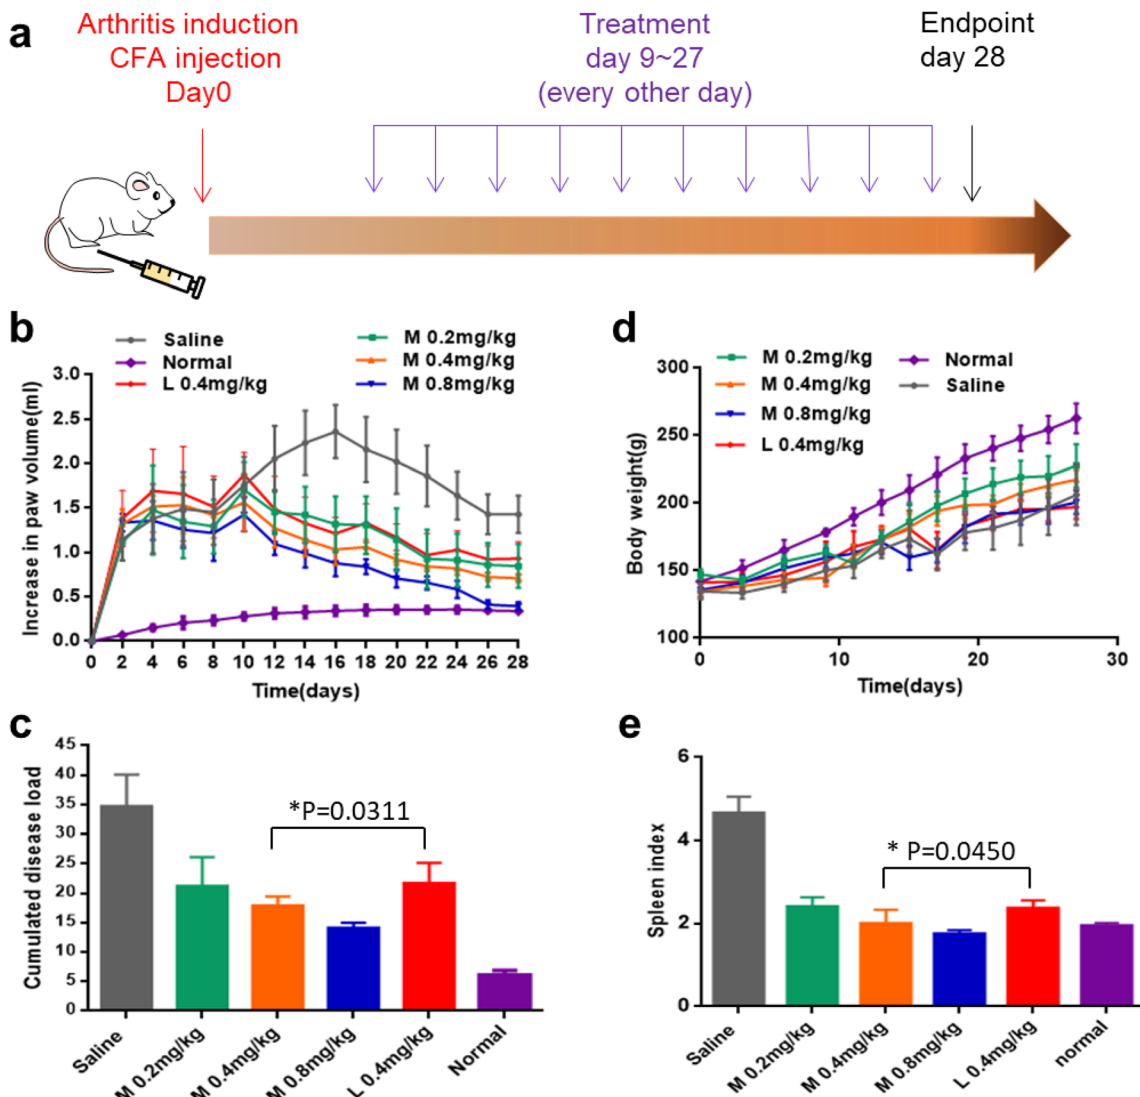 a
Arthritis induction
CFA injection
Day0
Treatment
day 9~27
(every other day)
Endpoint
day 28
b
Saline
Normal
L 0.4mg/kg
M 0.2mg/kg
M 0.4mg/kg
M 0.8mg/kg
Increase in paw volume(ml)
3.0
2.5
2.0
1.5
1.0
0.5
0.0
0 2 4 6 8 10 12 14 16 18 20 22 24 26 28
Time(days)
d
M 0.2mg/kg
M 0.4mg/kg
M 0.8mg/kg
L 0.4mg/kg
Normal
Saline
Body weight(g)
300
250
200
150
100
0 10 20 30
Time(days)
c
Cumulated disease load
45
40
35
30
25
20
15
10
5
0
*P=0.0311
Saline
M 0.2mg/kg
M 0.4mg/kg
M 0.8mg/kg
L 0.4mg/kg
Normal
e
Spleen index
6
4
2
0
* P=0.0450
Saline
M 0.2mg/kg
M 0.4mg/kg
M 0.8mg/kg
L 0.4mg/kg
normal